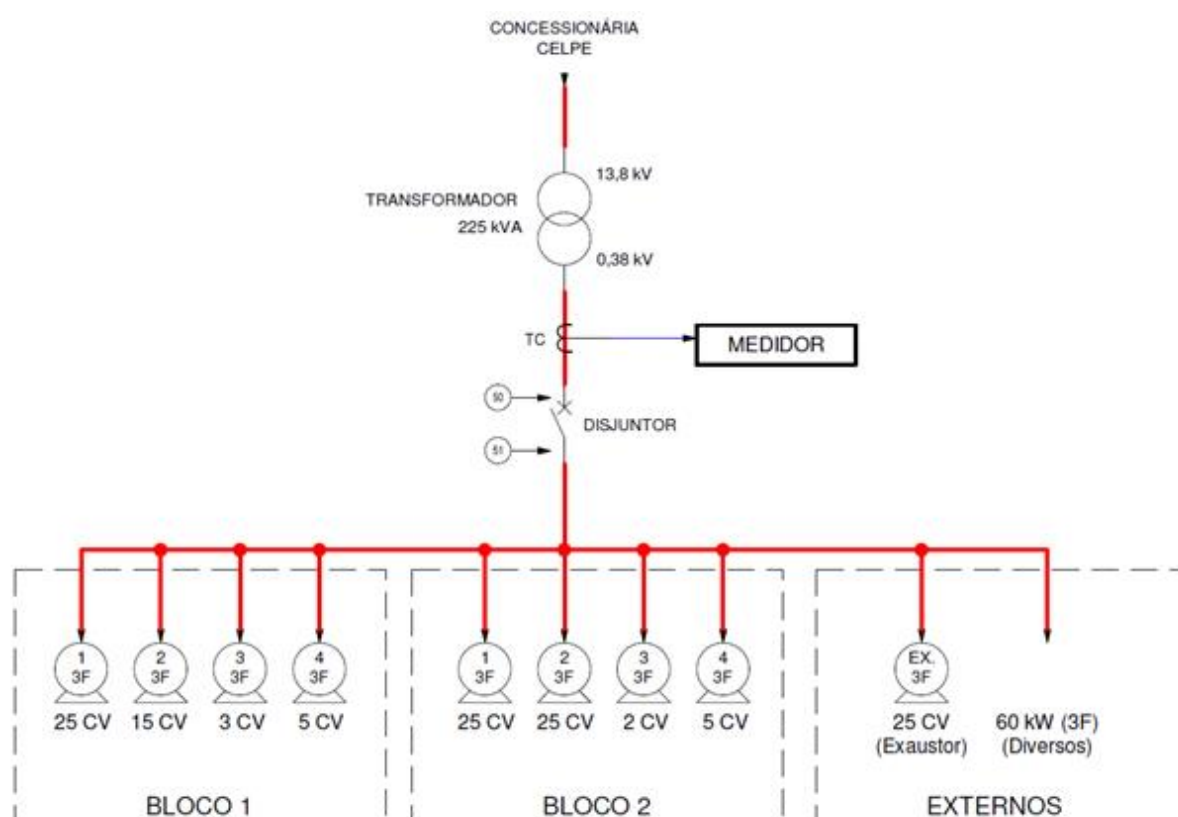 CONCESSIONÁRIA
CELPE
13,8 kV
TRANSFORMADOR
225 kVA
0,38 kV
TC
MEDIDOR
50
DISJUNTOR
51
1 2 3 4 1 2 3 4 EX.
3F 3F 3F 3F 3F 3F 3F 3F 3F
25 CV 15 CV 3 CV 5 CV 25 CV 25 CV 2 CV 5 CV 25 CV 60 kW (3F)
(Exaustor) (Diversos)
BLOCO 1 BLOCO 2 EXTERNOS